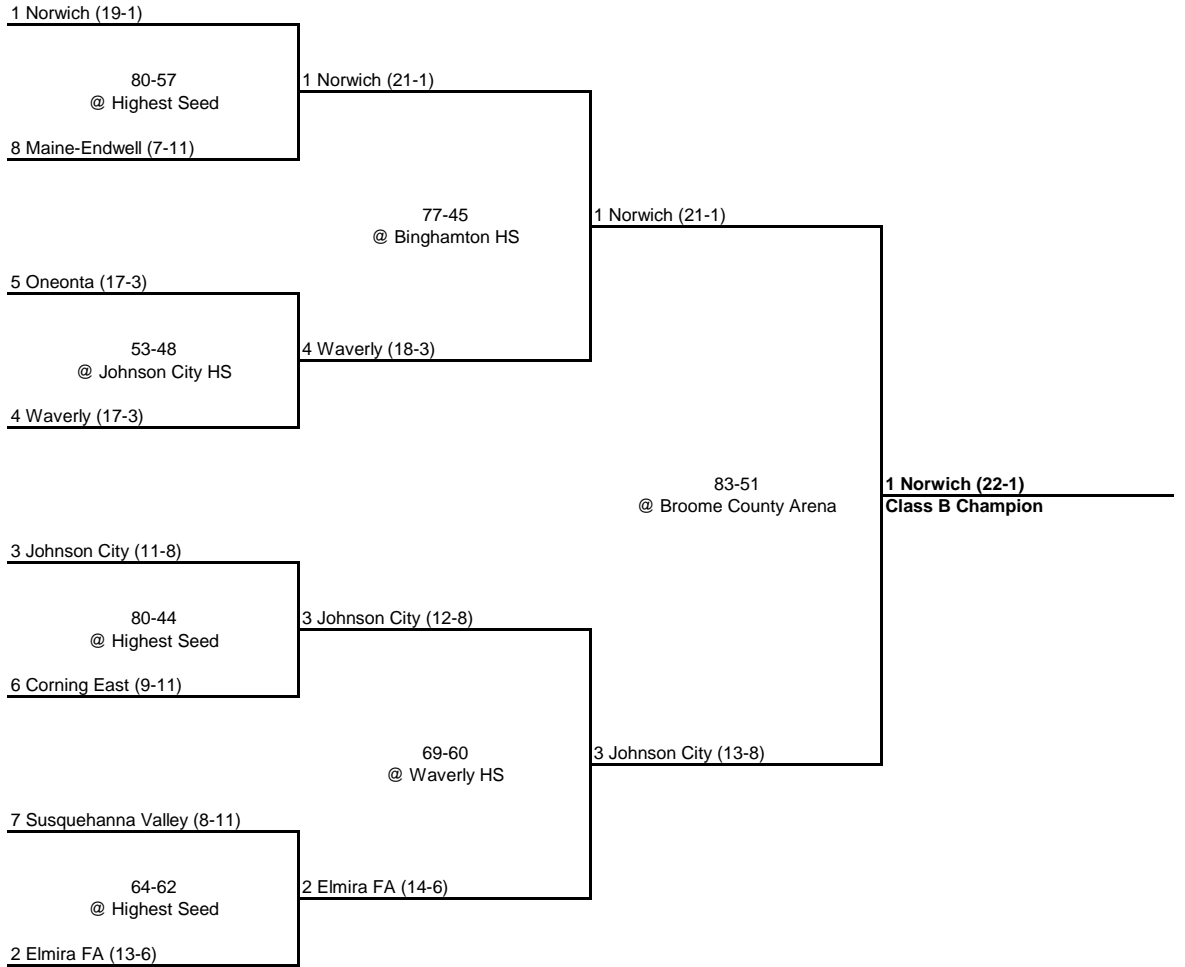 1 Norwich (19-1)
80-57
@ Highest Seed
1 Norwich (21-1)
8 Maine-Endwell (7-11)
77-45
@ Binghamton HS
1 Norwich (21-1)
5 Oneonta (17-3)
53-48
@ Johnson City HS
4 Waverly (18-3)
4 Waverly (17-3)
83-51
@ Broome County Arena
1 Norwich (22-1)
Class B Champion
3 Johnson City (11-8)
80-44
@ Highest Seed
3 Johnson City (12-8)
6 Corning East (9-11)
69-60
@ Waverly HS
3 Johnson City (13-8)
7 Susquehanna Valley (8-11)
64-62
@ Highest Seed
2 Elmira FA (14-6)
2 Elmira FA (13-6)